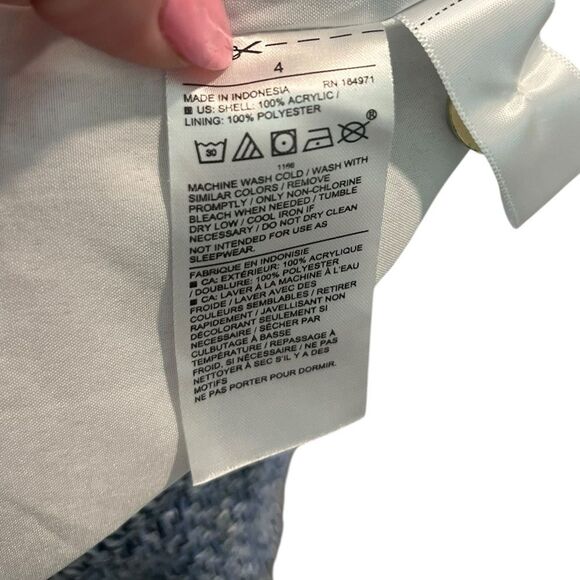 4
MADE IN INDONESIA RN 164971
US: SHELL: 100% ACRYLIC /
LINING: 100% POLYESTER
30
®
1166
MACHINE WASH COLD / WASH WITH
SIMILAR COLORS / REMOVE
PROMPTLY / ONLY NON-CHLORINE
BLEACH WHEN NEEDED / TUMBLE
DRY LOW / COOL IRON IF
NECESSARY / DO NOT DRY CLEAN
NOT INTENDED FOR USE AS
SLEEPWEAR.
FABRIQUE EN INDONISIE
CA: EXTÉRIEUR: 100% ACRYLIQUE
/ DOUBLURE: 100% POLYESTER
CA: LAVER À LA MACHINE À L'EAU
FROIDE / LAVER AVEC DES
COULEURS SEMBLABLES / RETIRER
RAPIDEMENT / JAVELLISANT NON
DÉCOLORANT SEULEMENT SI
NÉCESSAIRE / SÉCHER PAR
CULBUTAGE À BASSE
TEMPÉRATURE / REPASSAGE À
FROID, SI NÉCESSAIRE / NE PAS
NETTOYER À SEC S'IL Y A DES
MOTIFS
NE PAS PORTER POUR DORMIR.